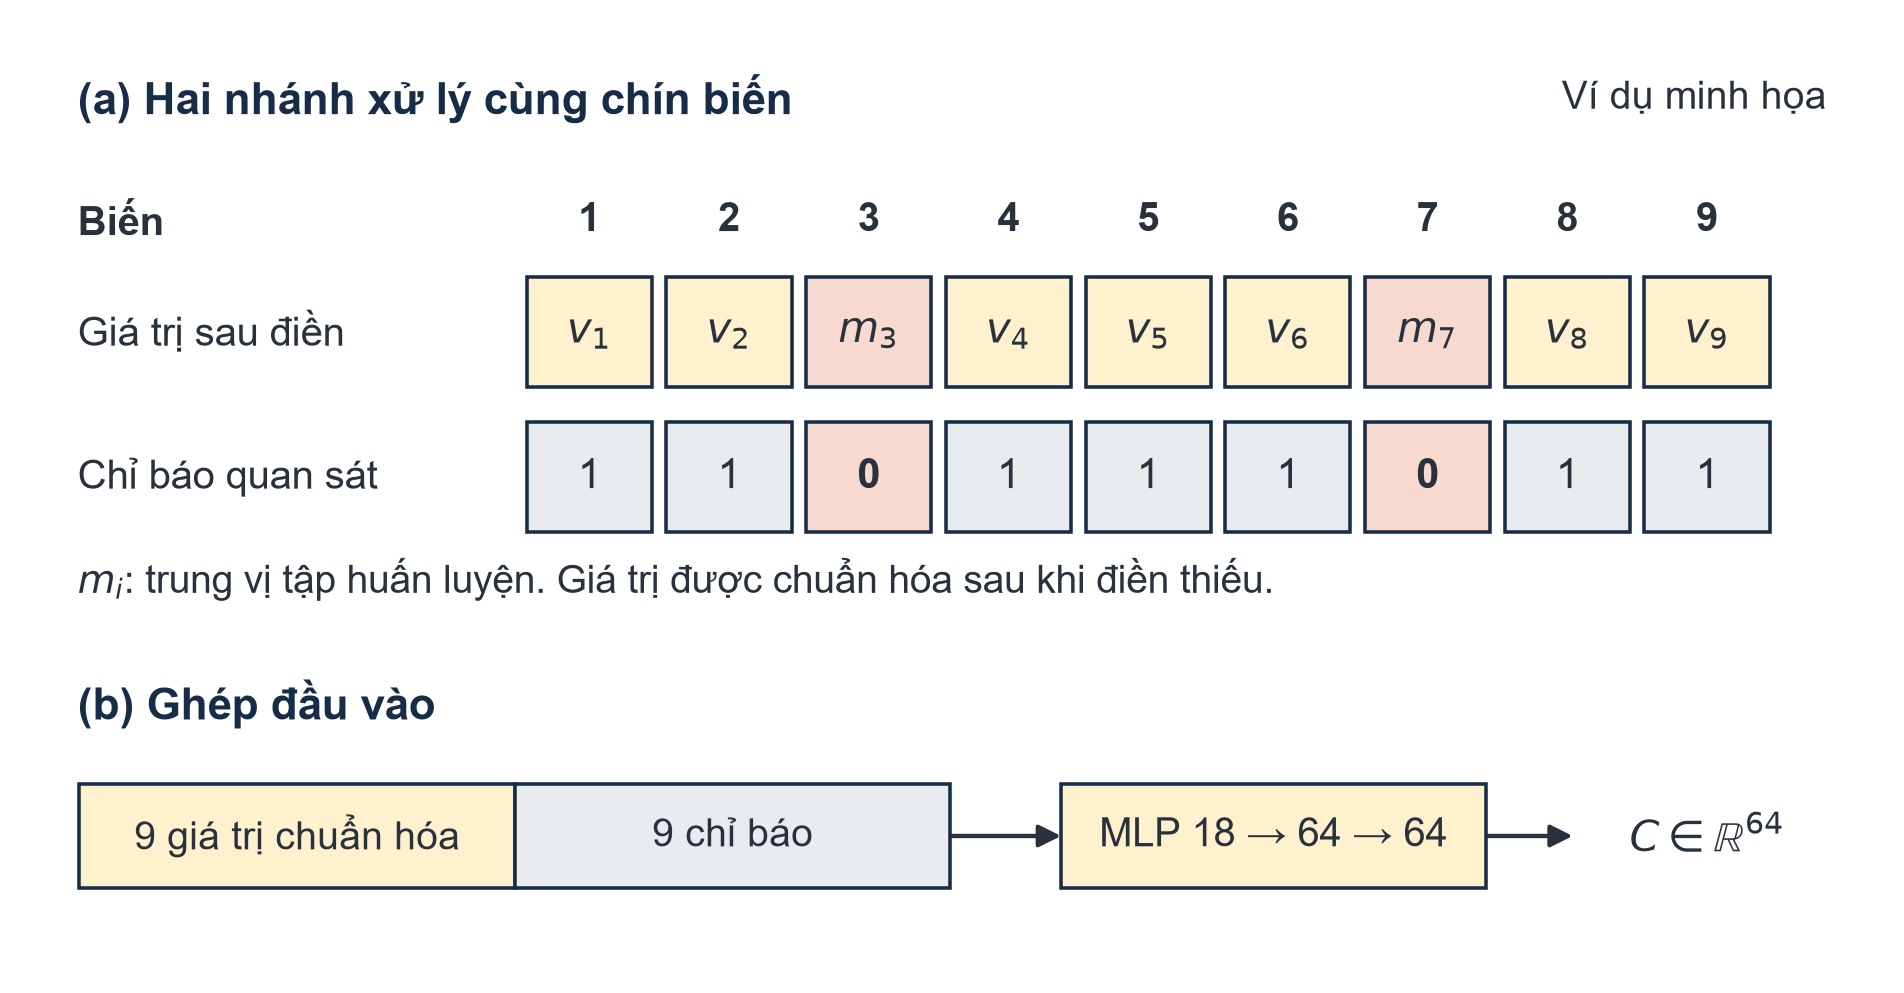 (a) Hai nhánh xử lý cùng chín biến Ví dụ minh họa
Biến 1 2 3 4 5 6 7 8 9
Giá trị sau điền v₁ v₂ m₃ v₄ v₅ v₆ m₇ v₈ v₉
Chỉ báo quan sát 1 1 0 1 1 1 0 1 1
mᵢ: trung vị tập huấn luyện. Giá trị được chuẩn hóa sau khi điền thiếu.
(b) Ghép đầu vào
9 giá trị chuẩn hóa 9 chỉ báo MLP 18 → 64 → 64 C ∈ ℝ⁶⁴